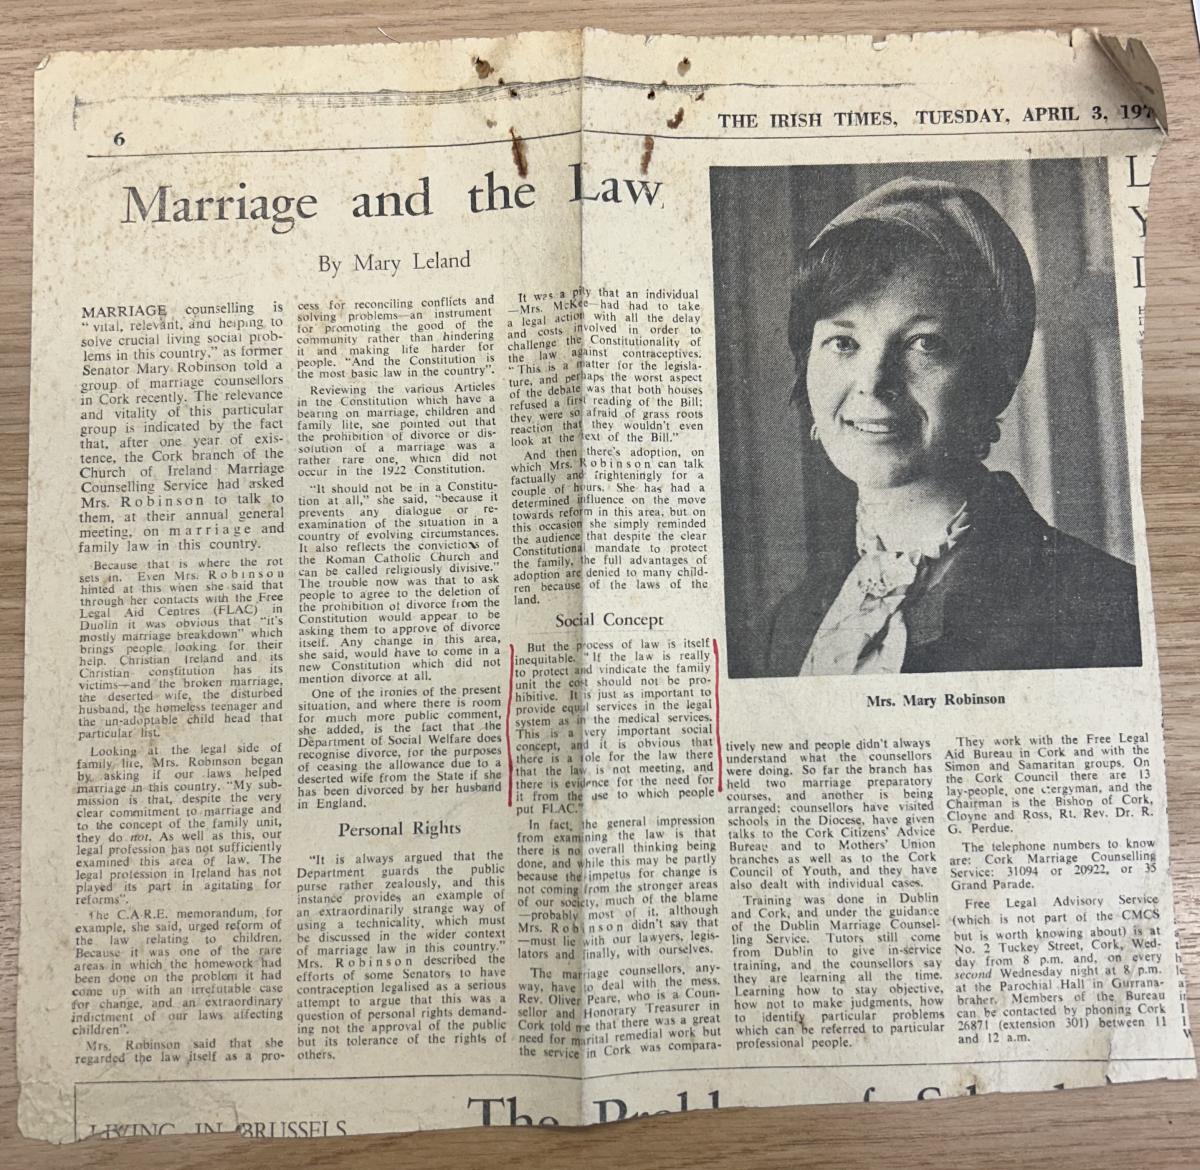 6
THE IRISH TIMES, TUESDAY, APRIL 3, 197
Marriage and the Law
By Mary Leland
MARRIAGE counselling is
“vital, relevant, and helping to
solve crucial living social prob-
lems in this country,” as former
Senator Mary Robinson told a
group of marriage counsellors
in Cork recently. The relevance
and vitality of this particular
group is indicated by the fact
that, after one year of exis-
tence, the Cork branch of the
Church of Ireland Marriage
Counselling Service had asked
Mrs. Robinson to talk to
them, at their annual general
meeting, on marriage and
family law in this country.
Because that is where the rot
sets in. Even Mrs. Robinson
hinted at this when she said that
through her contacts with the Free
Legal Aid Centres (FLAC) in
Dublin it was obvious that “it's
mostly marriage breakdown” which
brings people looking for their
help. Christian Ireland and its
Christian constitution has its
victims—and the broken marriage,
the deserted wife, the disturbed
husband, the homeless teenager and
the un-adoptable child head that
particular list.
Looking at the legal side of
family life, Mrs. Robinson began
by asking if our laws helped
marriage in this country. “My sub-
mission is that, despite the very
clear commitment to marriage and
to the concept of the family unit,
they do not. As well as this, our
legal profession has not sufficiently
examined this area of law. The
legal profession in Ireland has not
played its part in agitating for
reforms”.
The C.A.R.E. memorandum, for
example, she said, urged reform of
the law relating to children.
Because it was one of the rare
areas in which the homework had
been done on the problem it had
come up with an irrefutable case
for change, and an extraordinary
indictment of our laws affecting
children”.
Mrs. Robinson said that she
regarded the law itself as a pro-
cess for reconciling conflicts and
solving problems—an instrument
for promoting the good of the
community rather than hindering
it and making life harder for
people. “And the Constitution is
the most basic law in the country”.
Reviewing the various Articles
in the Constitution which have a
bearing on marriage, children and
family life, she pointed out that
the prohibition of divorce or dis-
solution of a marriage was a
rather rare one, which did not
occur in the 1922 Constitution.
“It should not be in a Constitu-
tion at all,” she said, “because it
prevents any dialogue or re-
examination of the situation in a
country of evolving circumstances.
It also reflects the convictions of
the Roman Catholic Church and
can be called religiously divisive.”
The trouble now was that to ask
people to agree to the deletion of
the prohibition of divorce from the
Constitution would appear to be
asking them to approve of divorce
itself. Any change in this area,
she said, would have to come in a
new Constitution which did not
mention divorce at all.
One of the ironies of the present
situation, and where there is room
for much more public comment,
she added, is the fact that the
Department of Social Welfare does
recognise divorce, for the purposes
of ceasing the allowance due to a
deserted wife from the State if she
has been divorced by her husband
in England.
Personal Rights
“It is always argued that the
Department guards the public
purse rather zealously, and this
instance provides an example of
an extraordinarily strange way of
using a technicality, which must
be discussed in the wider context
of marriage law in this country.”
Mrs. Robinson described the
efforts of some Senators to have
contraception legalised as a serious
attempt to argue that this was a
question of personal rights demand-
ing not the approval of the public
but its tolerance of the rights of
others.
It was a pity that an individual
—Mrs. McKee—had had to take
a legal action with all the delay
and costs involved in order to
challenge the Constitutionality of
the law against contraceptives.
“This is a matter for the legisla-
ture, and perhaps the worst aspect
of the debate was that both houses
refused a first reading of the Bill;
they were so afraid of grass roots
reaction that they wouldn't even
look at the text of the Bill.”
And then there's adoption, on
which Mrs. Robinson can talk
factually and frighteningly for a
couple of hours. She has had a
determined influence on the move
towards reform in this area, but on
this occasion she simply reminded
the audience that despite the clear
Constitutional mandate to protect
the family, the full advantages of
adoption are denied to many child-
ren because of the laws of the
land.
Social Concept
But the process of law is itself
inequitable. “If the law is really
to protect and vindicate the family
unit the cost should not be pro-
hibitive. It is just as important to
provide equal services in the legal
system as in the medical services.
This is a very important social
concept, and it is obvious that
there is a role for the law there
that the law is not meeting, and
there is evidence for the need for
it from the use to which people
put FLAC.”
In fact, the general impression
from examining the law is that
there is no overall thinking being
done, and while this may be partly
because the impetus for change is
not coming from the stronger areas
of our society, much of the blame
—probably most of it, although
Mrs. Robinson didn't say that
—must lie with our lawyers, legis-
lators and finally, with ourselves.
The marriage counsellors, any-
way, have to deal with the mess.
Rev. Oliver Peare, who is a Coun-
sellor and Honorary Treasurer in
Cork told me that there was a great
need for marital remedial work but
the service in Cork was compara-
Mrs. Mary Robinson
tively new and people didn't always
understand what the counsellors
were doing. So far the branch has
held two marriage preparatory
courses, and another is being
arranged; counsellors have visited
schools in the Diocese, have given
talks to the Cork Citizens' Advice
Bureau and to Mothers' Union
branches as well as to the Cork
Council of Youth, and they have
also dealt with individual cases.
Training was done in Dublin
and Cork, and under the guidance
of the Dublin Marriage Counsel-
ling Service. Tutors still come
from Dublin to give in-service
training, and the counsellors say
they are learning all the time.
Learning how to stay objective,
how not to make judgments, how
to identify particular problems
which can be referred to particular
professional people.
They work with the Free Legal
Aid Bureau in Cork and with the
Simon and Samaritan groups. On
the Cork Council there are 13
lay-people, one clergyman, and the
Chairman is the Bishop of Cork,
Cloyne and Ross, Rt. Rev. Dr. R.
G. Perdue.
The telephone numbers to know
are: Cork Marriage Counselling
Service: 31094 or 20922, or 35
Grand Parade.
Free Legal Advisory Service
(which is not part of the CMCS
but is worth knowing about) is at
No. 2 Tuckey Street, Cork, Wed-
day from 8 p.m. and, on every
second Wednesday night at 8 p.m.
at the Parochial Hall in Gurrana-
braher. Members of the Bureau
can be contacted by phoning Cork
26871 (extension 301) between 11
and 12 a.m.
LIVING IN BRUSSELS
The